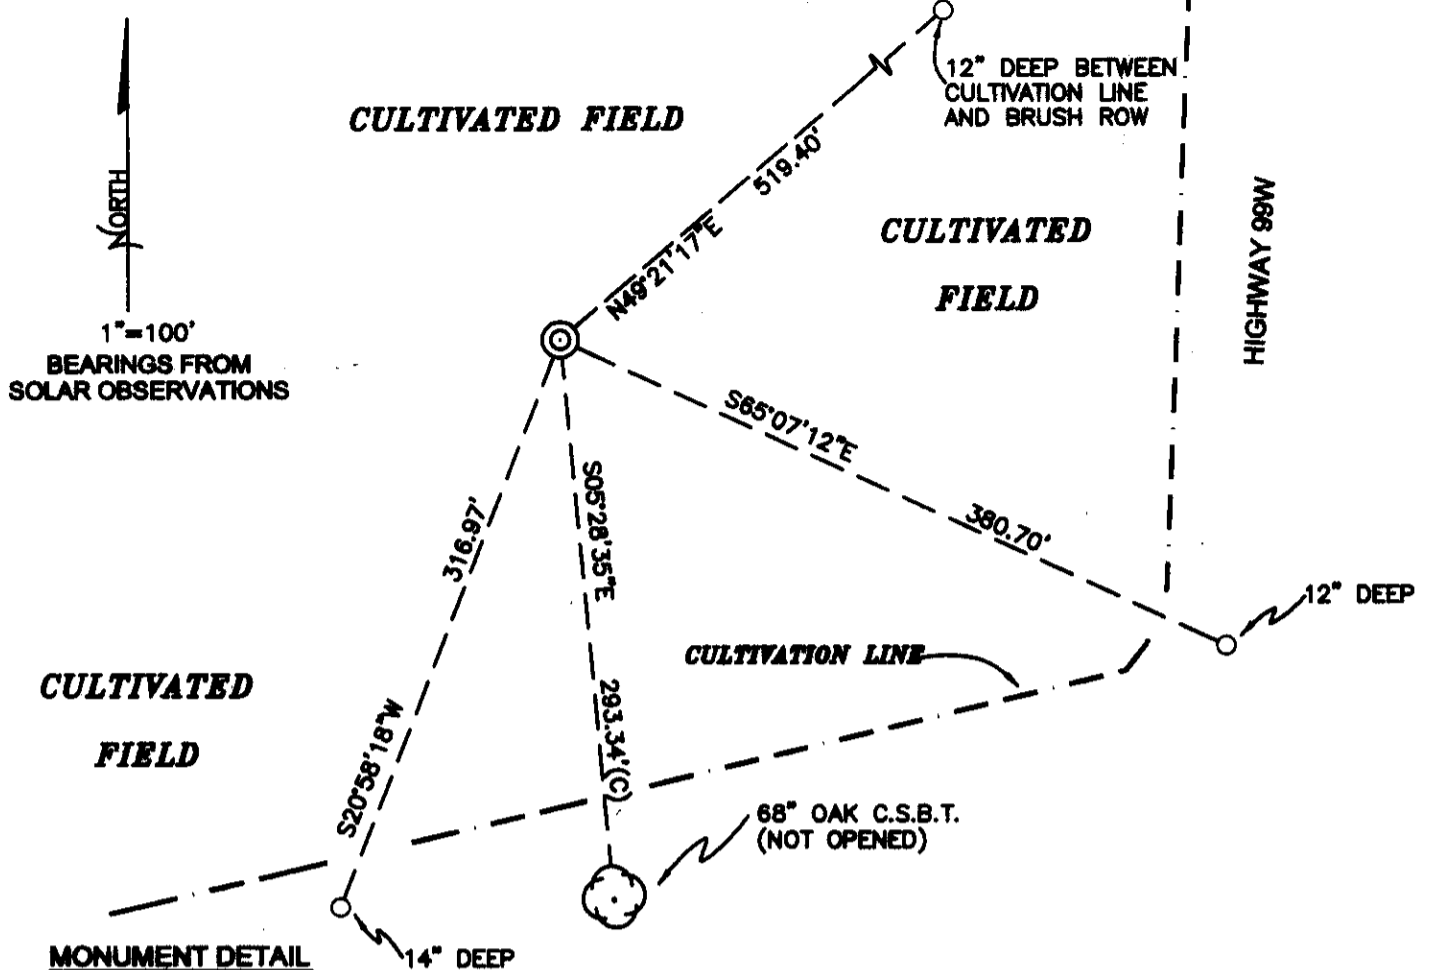 12" DEEP BETWEEN
CULTIVATION LINE
AND BRUSH ROW
CULTIVATED FIELD
519.40'
NORTH
CULTIVATED
FIELD
HIGHWAY 99W
N49°21'17"E
1"=100'
BEARINGS FROM
SOLAR OBSERVATIONS
S65°07'12"E
380.70'
316.97'
S05°28'35"E
12" DEEP
CULTIVATION LINE
CULTIVATED
FIELD
S20°58'18"W
293.34'(C)
68" OAK C.S.B.T.
(NOT OPENED)
MONUMENT DETAIL
14" DEEP